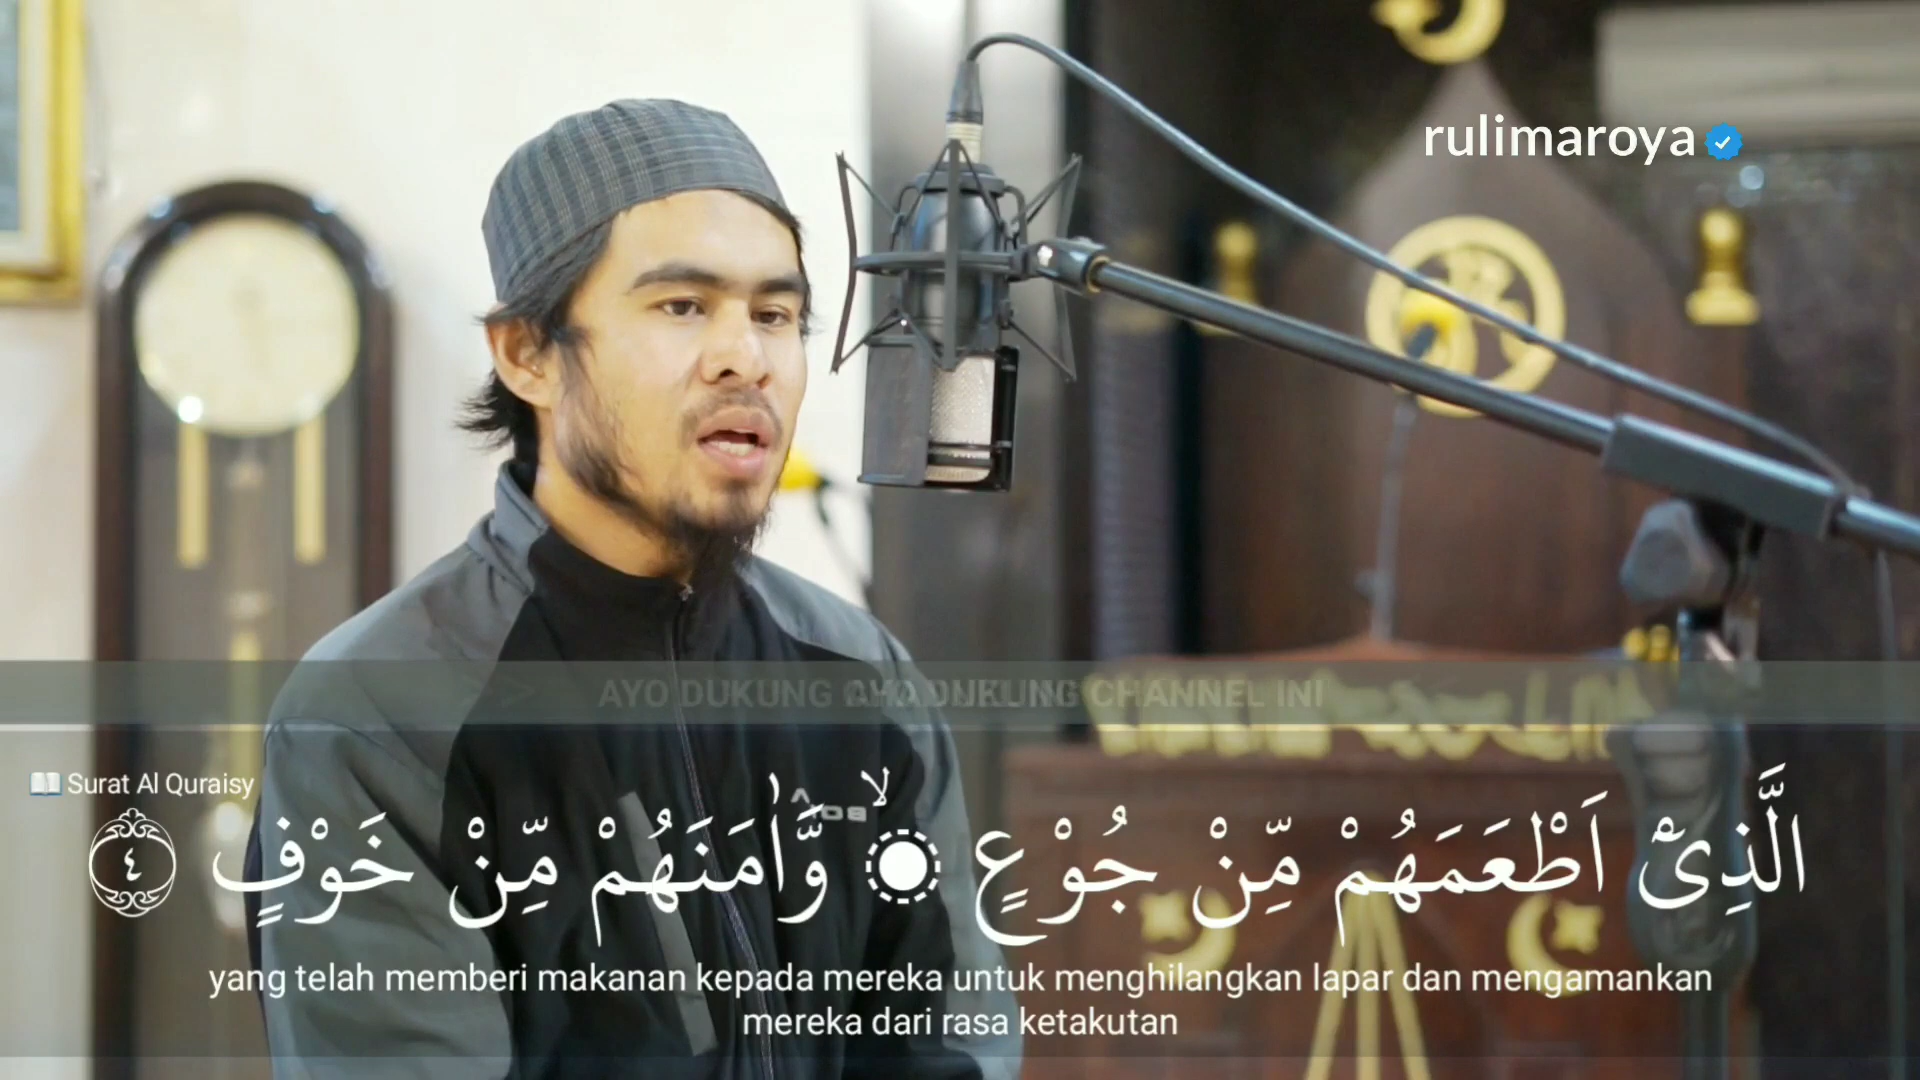 rulimaroya
AYO DUKUNG CHANNEL INI
📖 Surat Al Quraisy
الَّذِىْٓ اَطْعَمَهُمْ مِّنْ جُوْعٍ ۙ وَّاٰمَنَهُمْ مِّنْ خَوْفٍ ٤
yang telah memberi makanan kepada mereka untuk menghilangkan lapar dan mengamankan
mereka dari rasa ketakutan